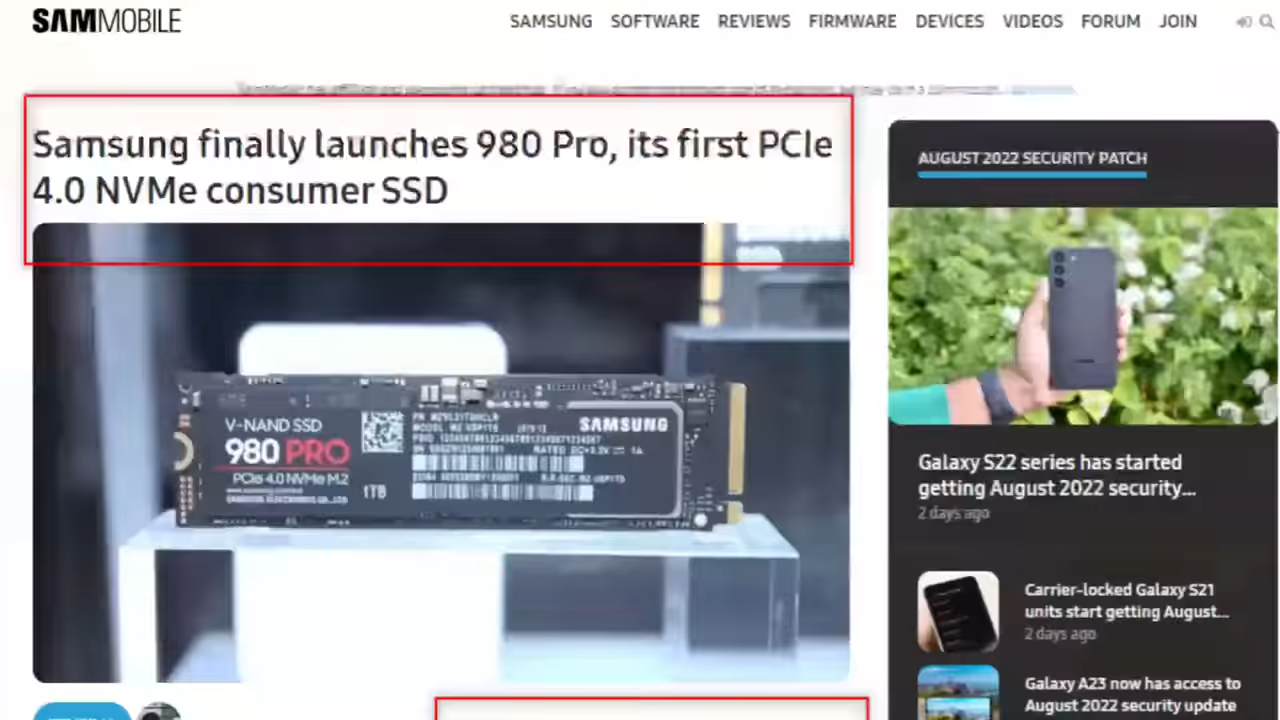 SAMMOBILE
SAMSUNG SOFTWARE REVIEWS FIRMWARE DEVICES VIDEOS FORUM JOIN
Samsung finally launches 980 Pro, its first PCIe
4.0 NVMe consumer SSD
V-NAND SSD
980 PRO
PCIe 4.0 NVMe M.2
1TB
SAMSUNG
AUGUST 2022 SECURITY PATCH
Galaxy S22 series has started
getting August 2022 security...
2 days ago
Carrier-locked Galaxy S21
units start getting August...
2 days ago
Galaxy A23 now has access to
August 2022 security update